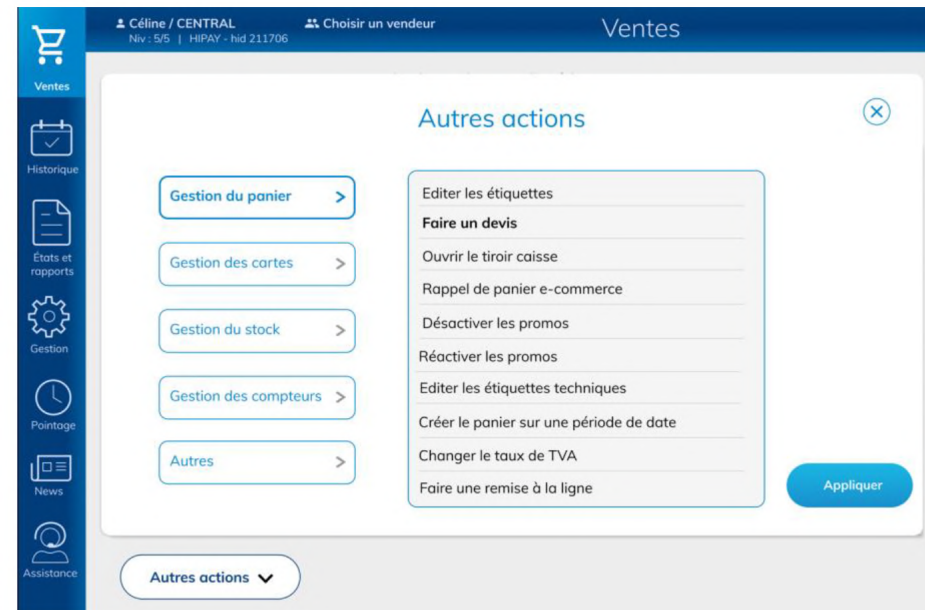 Céline / CENTRAL
Niv : 5/5 | HIPAY - hid 211706
Choisir un vendeur
Ventes
Ventes
Historique
États et
rapports
Gestion
Pointage
News
Assistance
Autres actions
Gestion du panier >
Gestion des cartes >
Gestion du stock >
Gestion des compteurs >
Autres >
Editer les étiquettes
Faire un devis
Ouvrir le tiroir caisse
Rappel de panier e-commerce
Désactiver les promos
Réactiver les promos
Editer les étiquettes techniques
Créer le panier sur une période de date
Changer le taux de TVA
Faire une remise à la ligne
Appliquer
Autres actions